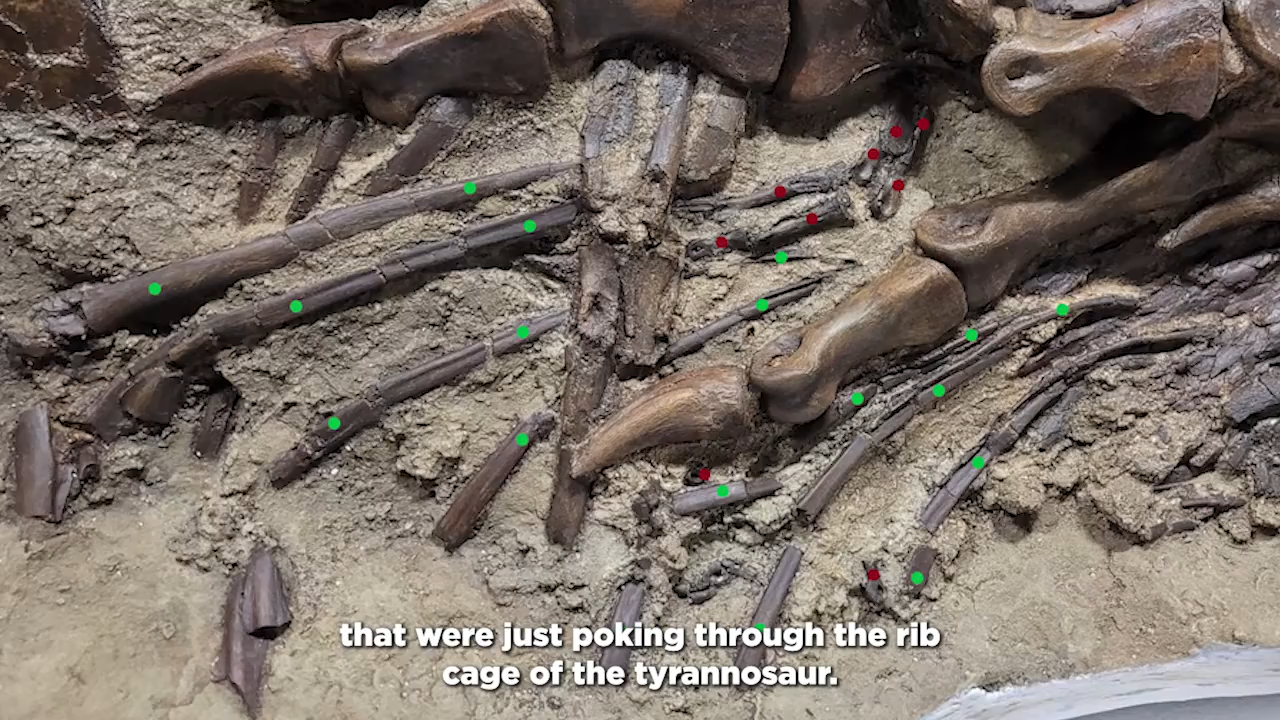 that were just poking through the rib
cage of the tyrannosaur.